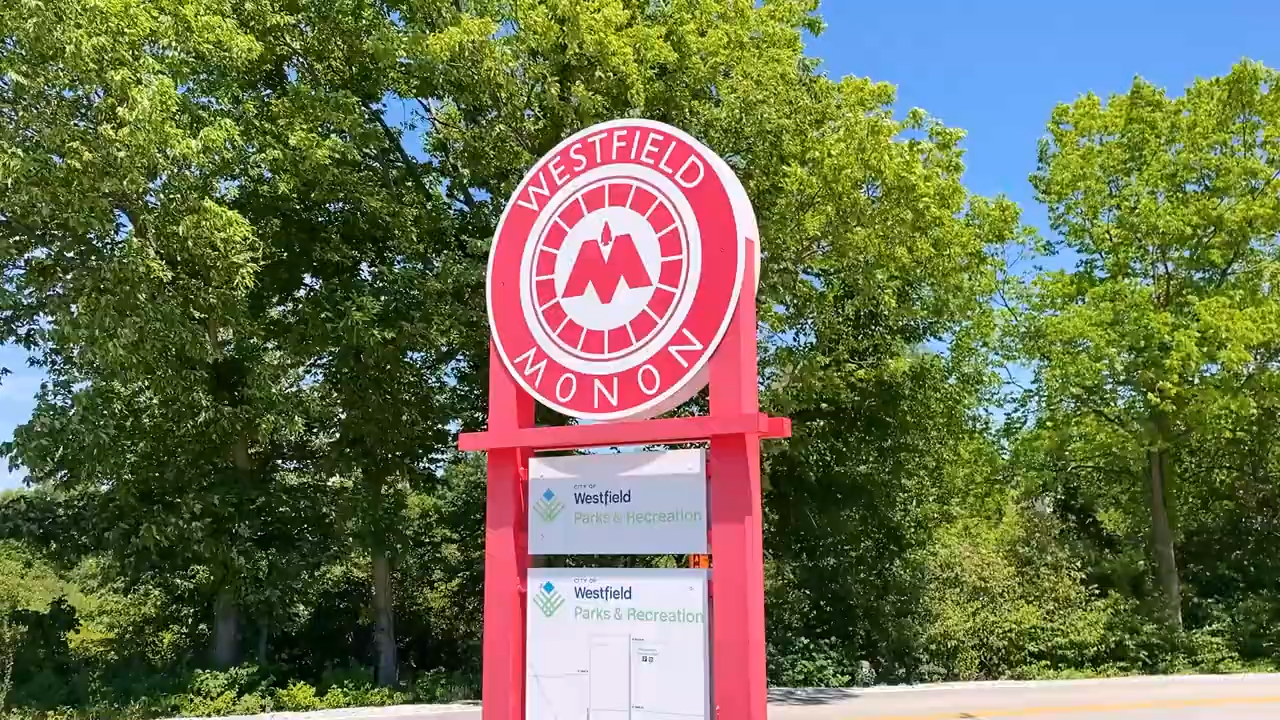 WESTFIELD
M
MONON
CITY OF
Westfield
Parks & Recreation
CITY OF
Westfield
Parks & Recreation